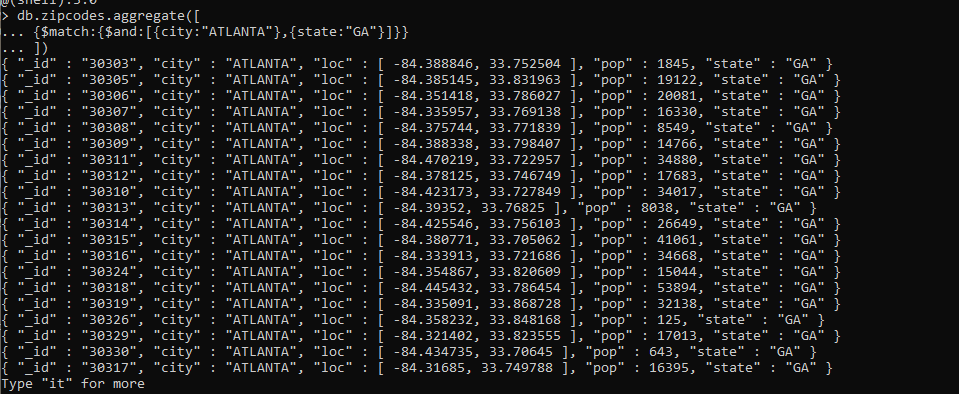 @(shell):5:0
> db.zipcodes.aggregate([
... {$match:{$and:[{city:"ATLANTA"},{state:"GA"}]}}
... ])
{ "_id" : "30303", "city" : "ATLANTA", "loc" : [ -84.388846, 33.752504 ], "pop" : 1845, "state" : "GA" }
{ "_id" : "30305", "city" : "ATLANTA", "loc" : [ -84.385145, 33.831963 ], "pop" : 19122, "state" : "GA" }
{ "_id" : "30306", "city" : "ATLANTA", "loc" : [ -84.351418, 33.786027 ], "pop" : 20081, "state" : "GA" }
{ "_id" : "30307", "city" : "ATLANTA", "loc" : [ -84.335957, 33.769138 ], "pop" : 16330, "state" : "GA" }
{ "_id" : "30308", "city" : "ATLANTA", "loc" : [ -84.375744, 33.771839 ], "pop" : 8549, "state" : "GA" }
{ "_id" : "30309", "city" : "ATLANTA", "loc" : [ -84.388338, 33.798407 ], "pop" : 14766, "state" : "GA" }
{ "_id" : "30311", "city" : "ATLANTA", "loc" : [ -84.470219, 33.722957 ], "pop" : 34880, "state" : "GA" }
{ "_id" : "30312", "city" : "ATLANTA", "loc" : [ -84.378125, 33.746749 ], "pop" : 17683, "state" : "GA" }
{ "_id" : "30310", "city" : "ATLANTA", "loc" : [ -84.423173, 33.727849 ], "pop" : 34017, "state" : "GA" }
{ "_id" : "30313", "city" : "ATLANTA", "loc" : [ -84.39352, 33.76825 ], "pop" : 8038, "state" : "GA" }
{ "_id" : "30314", "city" : "ATLANTA", "loc" : [ -84.425546, 33.756103 ], "pop" : 26649, "state" : "GA" }
{ "_id" : "30315", "city" : "ATLANTA", "loc" : [ -84.380771, 33.705062 ], "pop" : 41061, "state" : "GA" }
{ "_id" : "30316", "city" : "ATLANTA", "loc" : [ -84.333913, 33.721686 ], "pop" : 34668, "state" : "GA" }
{ "_id" : "30324", "city" : "ATLANTA", "loc" : [ -84.354867, 33.820609 ], "pop" : 15044, "state" : "GA" }
{ "_id" : "30318", "city" : "ATLANTA", "loc" : [ -84.445432, 33.786454 ], "pop" : 53894, "state" : "GA" }
{ "_id" : "30319", "city" : "ATLANTA", "loc" : [ -84.335091, 33.868728 ], "pop" : 32138, "state" : "GA" }
{ "_id" : "30326", "city" : "ATLANTA", "loc" : [ -84.358232, 33.848168 ], "pop" : 125, "state" : "GA" }
{ "_id" : "30329", "city" : "ATLANTA", "loc" : [ -84.321402, 33.823555 ], "pop" : 17013, "state" : "GA" }
{ "_id" : "30330", "city" : "ATLANTA", "loc" : [ -84.434735, 33.70645 ], "pop" : 643, "state" : "GA" }
{ "_id" : "30317", "city" : "ATLANTA", "loc" : [ -84.31685, 33.749788 ], "pop" : 16395, "state" : "GA" }
Type "it" for more